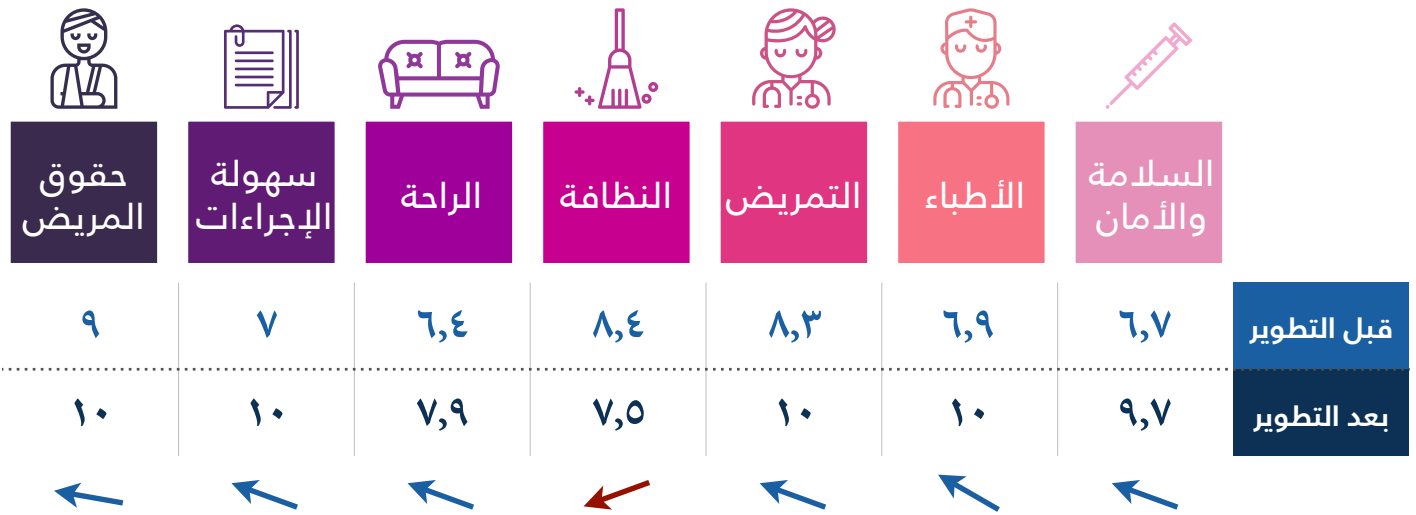 السلامة
والأمان
الأطباء
التمريض
النظافة
الراحة
سهولة
الإجراءات
حقوق
المريض
قبل التطوير
٦,٧
٦,٩
٨,٣
٨,٤
٦,٤
٧
٩
بعد التطوير
٩,٧
١٠
١٠
٧,٥
٧,٩
١٠
١٠